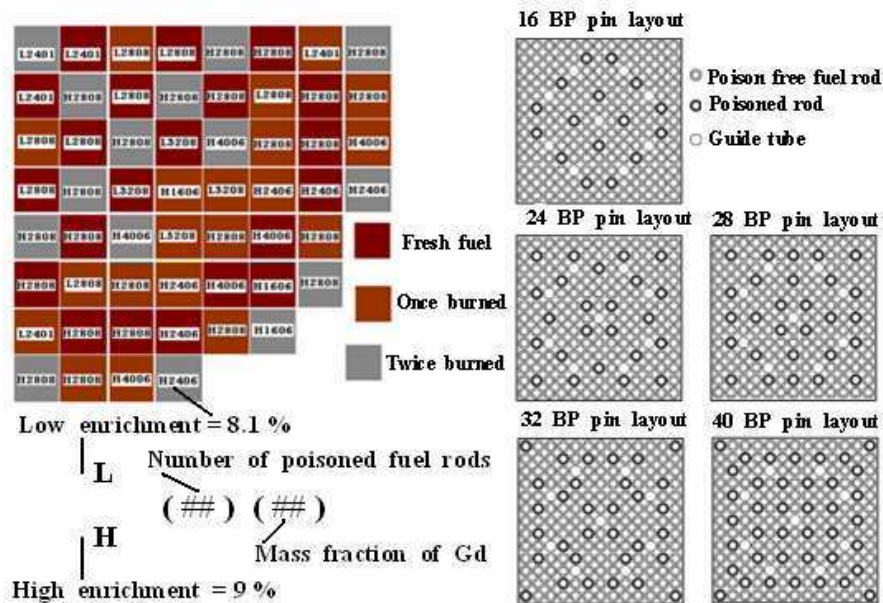 L2401 L2401 L2808 L2808 H2808 H2808 L2401 H2808
L2401 H2808 L2808 H2808 H2808 L2808 H2808 H2808
L2808 L2808 H2808 L3208 H4006 H2808 H2808 H4006
L2808 H2808 L3208 H1606 L3208 H2406 H2406 H2406
H2808 H2808 H4006 L3208 H2808 H4006 H2808
H2808 L2808 H2808 H2406 H4006 H1606 H2808
L2401 H2808 H2808 H2406 H2808 H1606
H2808 H2808 H4006 H2406
Fresh fuel
Once burned
Twice burned
Low enrichment = 8.1 %
L
Number of poisoned fuel rods
( ## ) ( ## )
H
Mass fraction of Gd
High enrichment = 9 %
16 BP pin layout
Poison free fuel rod
Poisoned rod
Guide tube
24 BP pin layout
28 BP pin layout
32 BP pin layout
40 BP pin layout